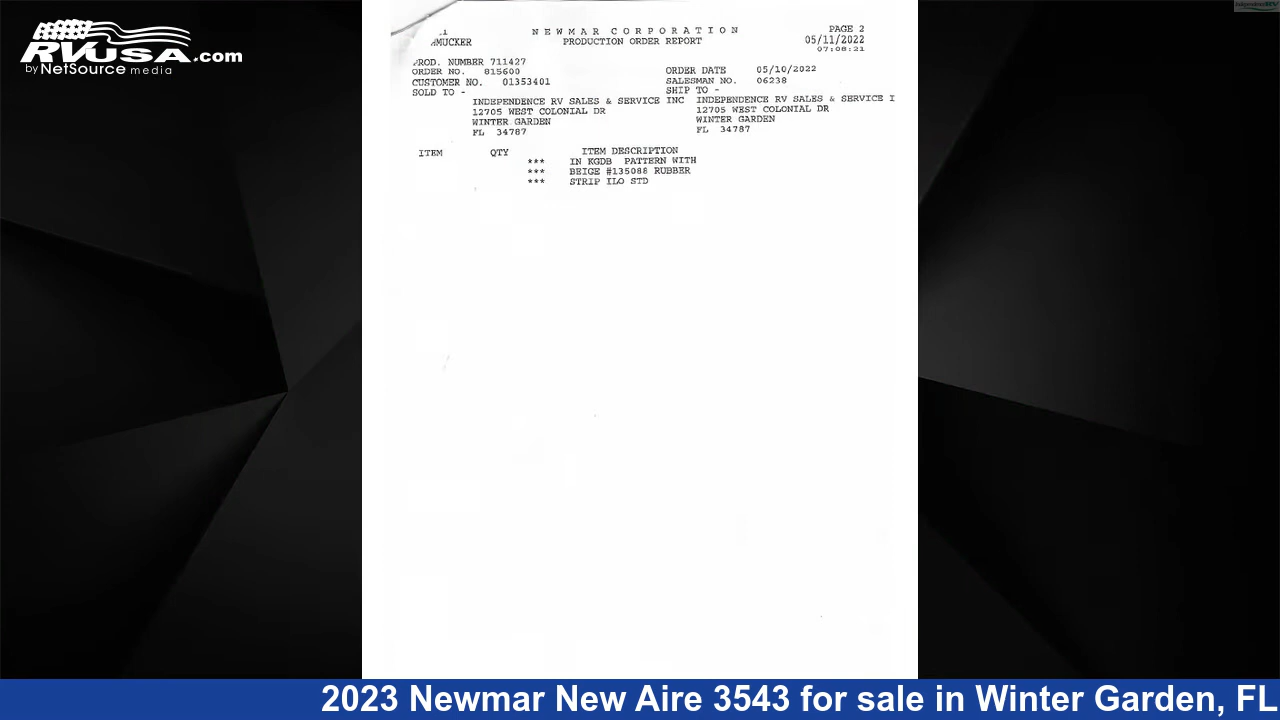 RVUSA.com
by NetSource media
NEWMAR CORPORATION PAGE 2
PRODUCTION ORDER REPORT 05/11/2022
07:08:21
PROD. NUMBER 711427
ORDER NO. 815600 ORDER DATE 05/10/2022
CUSTOMER NO. 01353401 SALESMAN NO. 06238
SOLD TO - SHIP TO -
INDEPENDENCE RV SALES & SERVICE INC INDEPENDENCE RV SALES & SERVICE I
12705 WEST COLONIAL DR 12705 WEST COLONIAL DR
WINTER GARDEN WINTER GARDEN
FL 34787 FL 34787
ITEM QTY ITEM DESCRIPTION
*** IN KGDB PATTERN WITH
*** BEIGE #135088 RUBBER
*** STRIP ILO STD
2023 Newmar New Aire 3543 for sale in Winter Garden, FL